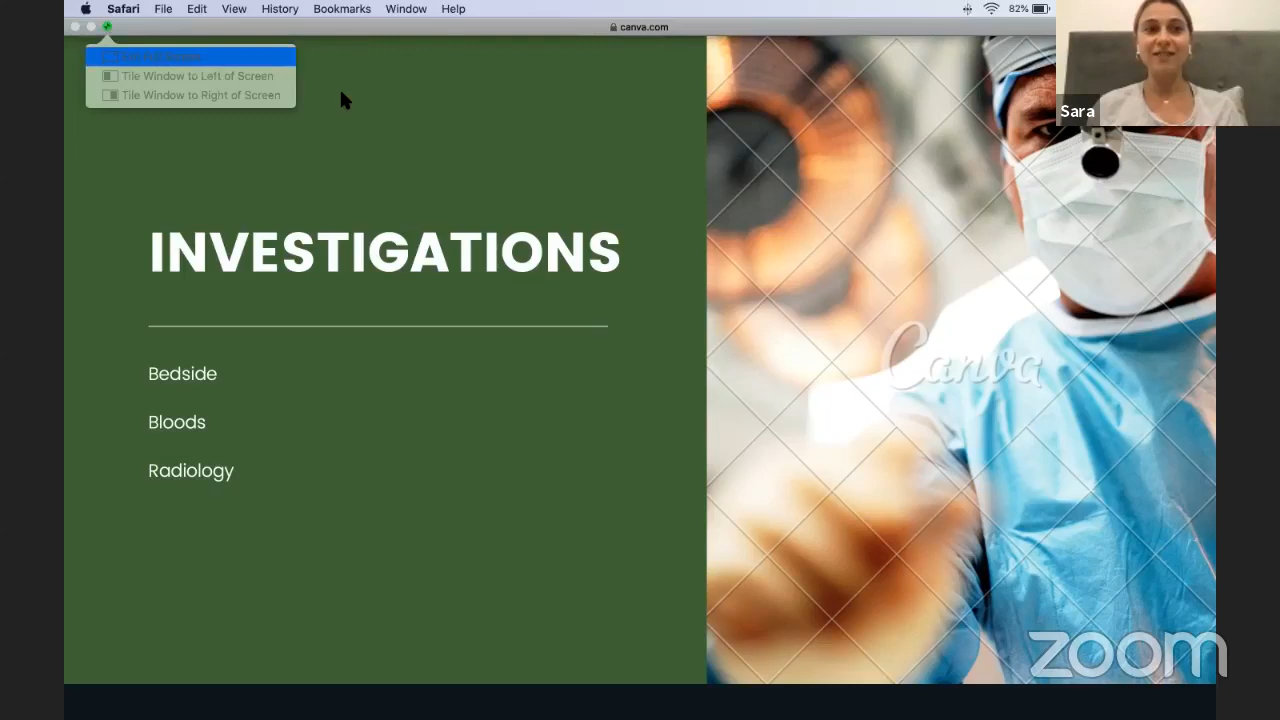 Safari File Edit View History Bookmarks Window Help 82%
canva.com
Tile Window to Left of Screen
Tile Window to Right of Screen
Sara
INVESTIGATIONS
Bedside
Bloods
Radiology
Canva
zoom